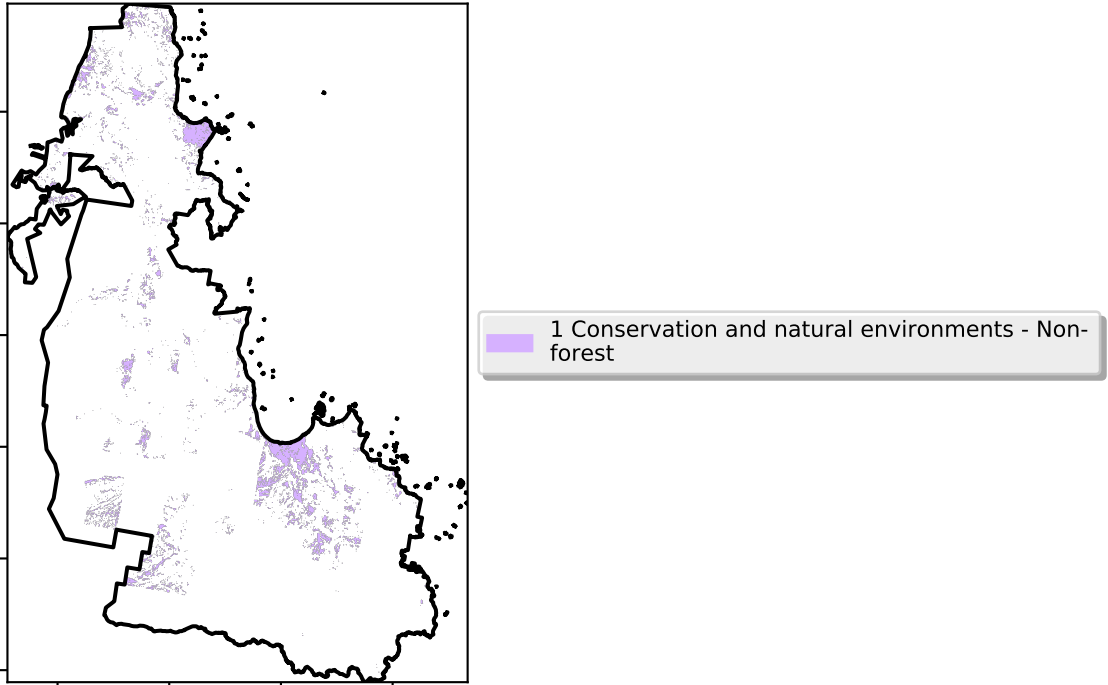 1 Conservation and natural environments - Non-
forest